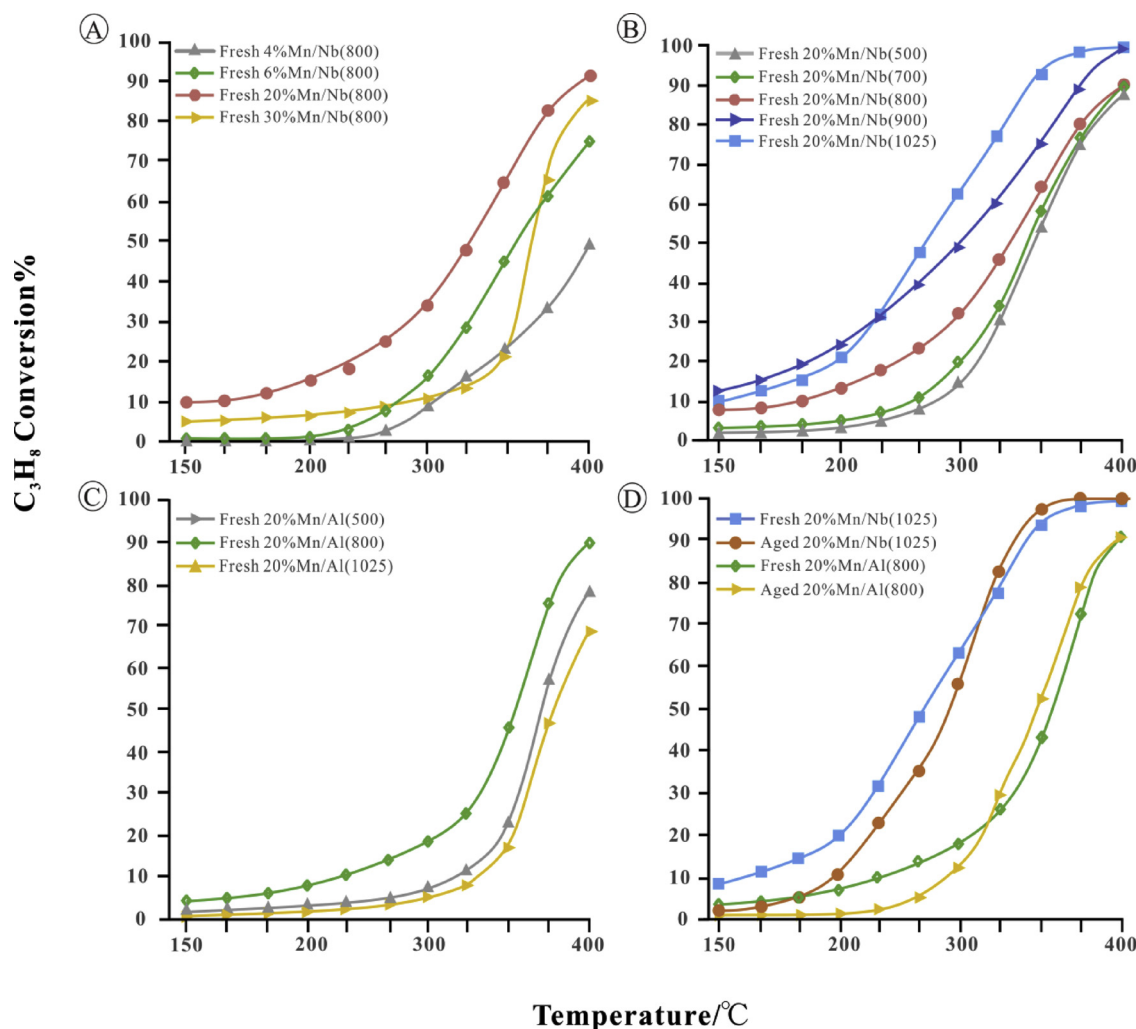 A
100
90
80
70
60
50
40
30
20
10
0
150 200 300 400
Fresh 4%Mn/Nb(800)
Fresh 6%Mn/Nb(800)
Fresh 20%Mn/Nb(800)
Fresh 30%Mn/Nb(800)
B
100
90
80
70
60
50
40
30
20
10
0
150 200 300 400
Fresh 20%Mn/Nb(500)
Fresh 20%Mn/Nb(700)
Fresh 20%Mn/Nb(800)
Fresh 20%Mn/Nb(900)
Fresh 20%Mn/Nb(1025)
C₃H₈ Conversion%
C
100
90
80
70
60
50
40
30
20
10
0
150 200 300 400
Fresh 20%Mn/Al(500)
Fresh 20%Mn/Al(800)
Fresh 20%Mn/Al(1025)
D
100
90
80
70
60
50
40
30
20
10
0
150 200 300 400
Fresh 20%Mn/Nb(1025)
Aged 20%Mn/Nb(1025)
Fresh 20%Mn/Al(800)
Aged 20%Mn/Al(800)
Temperature/℃